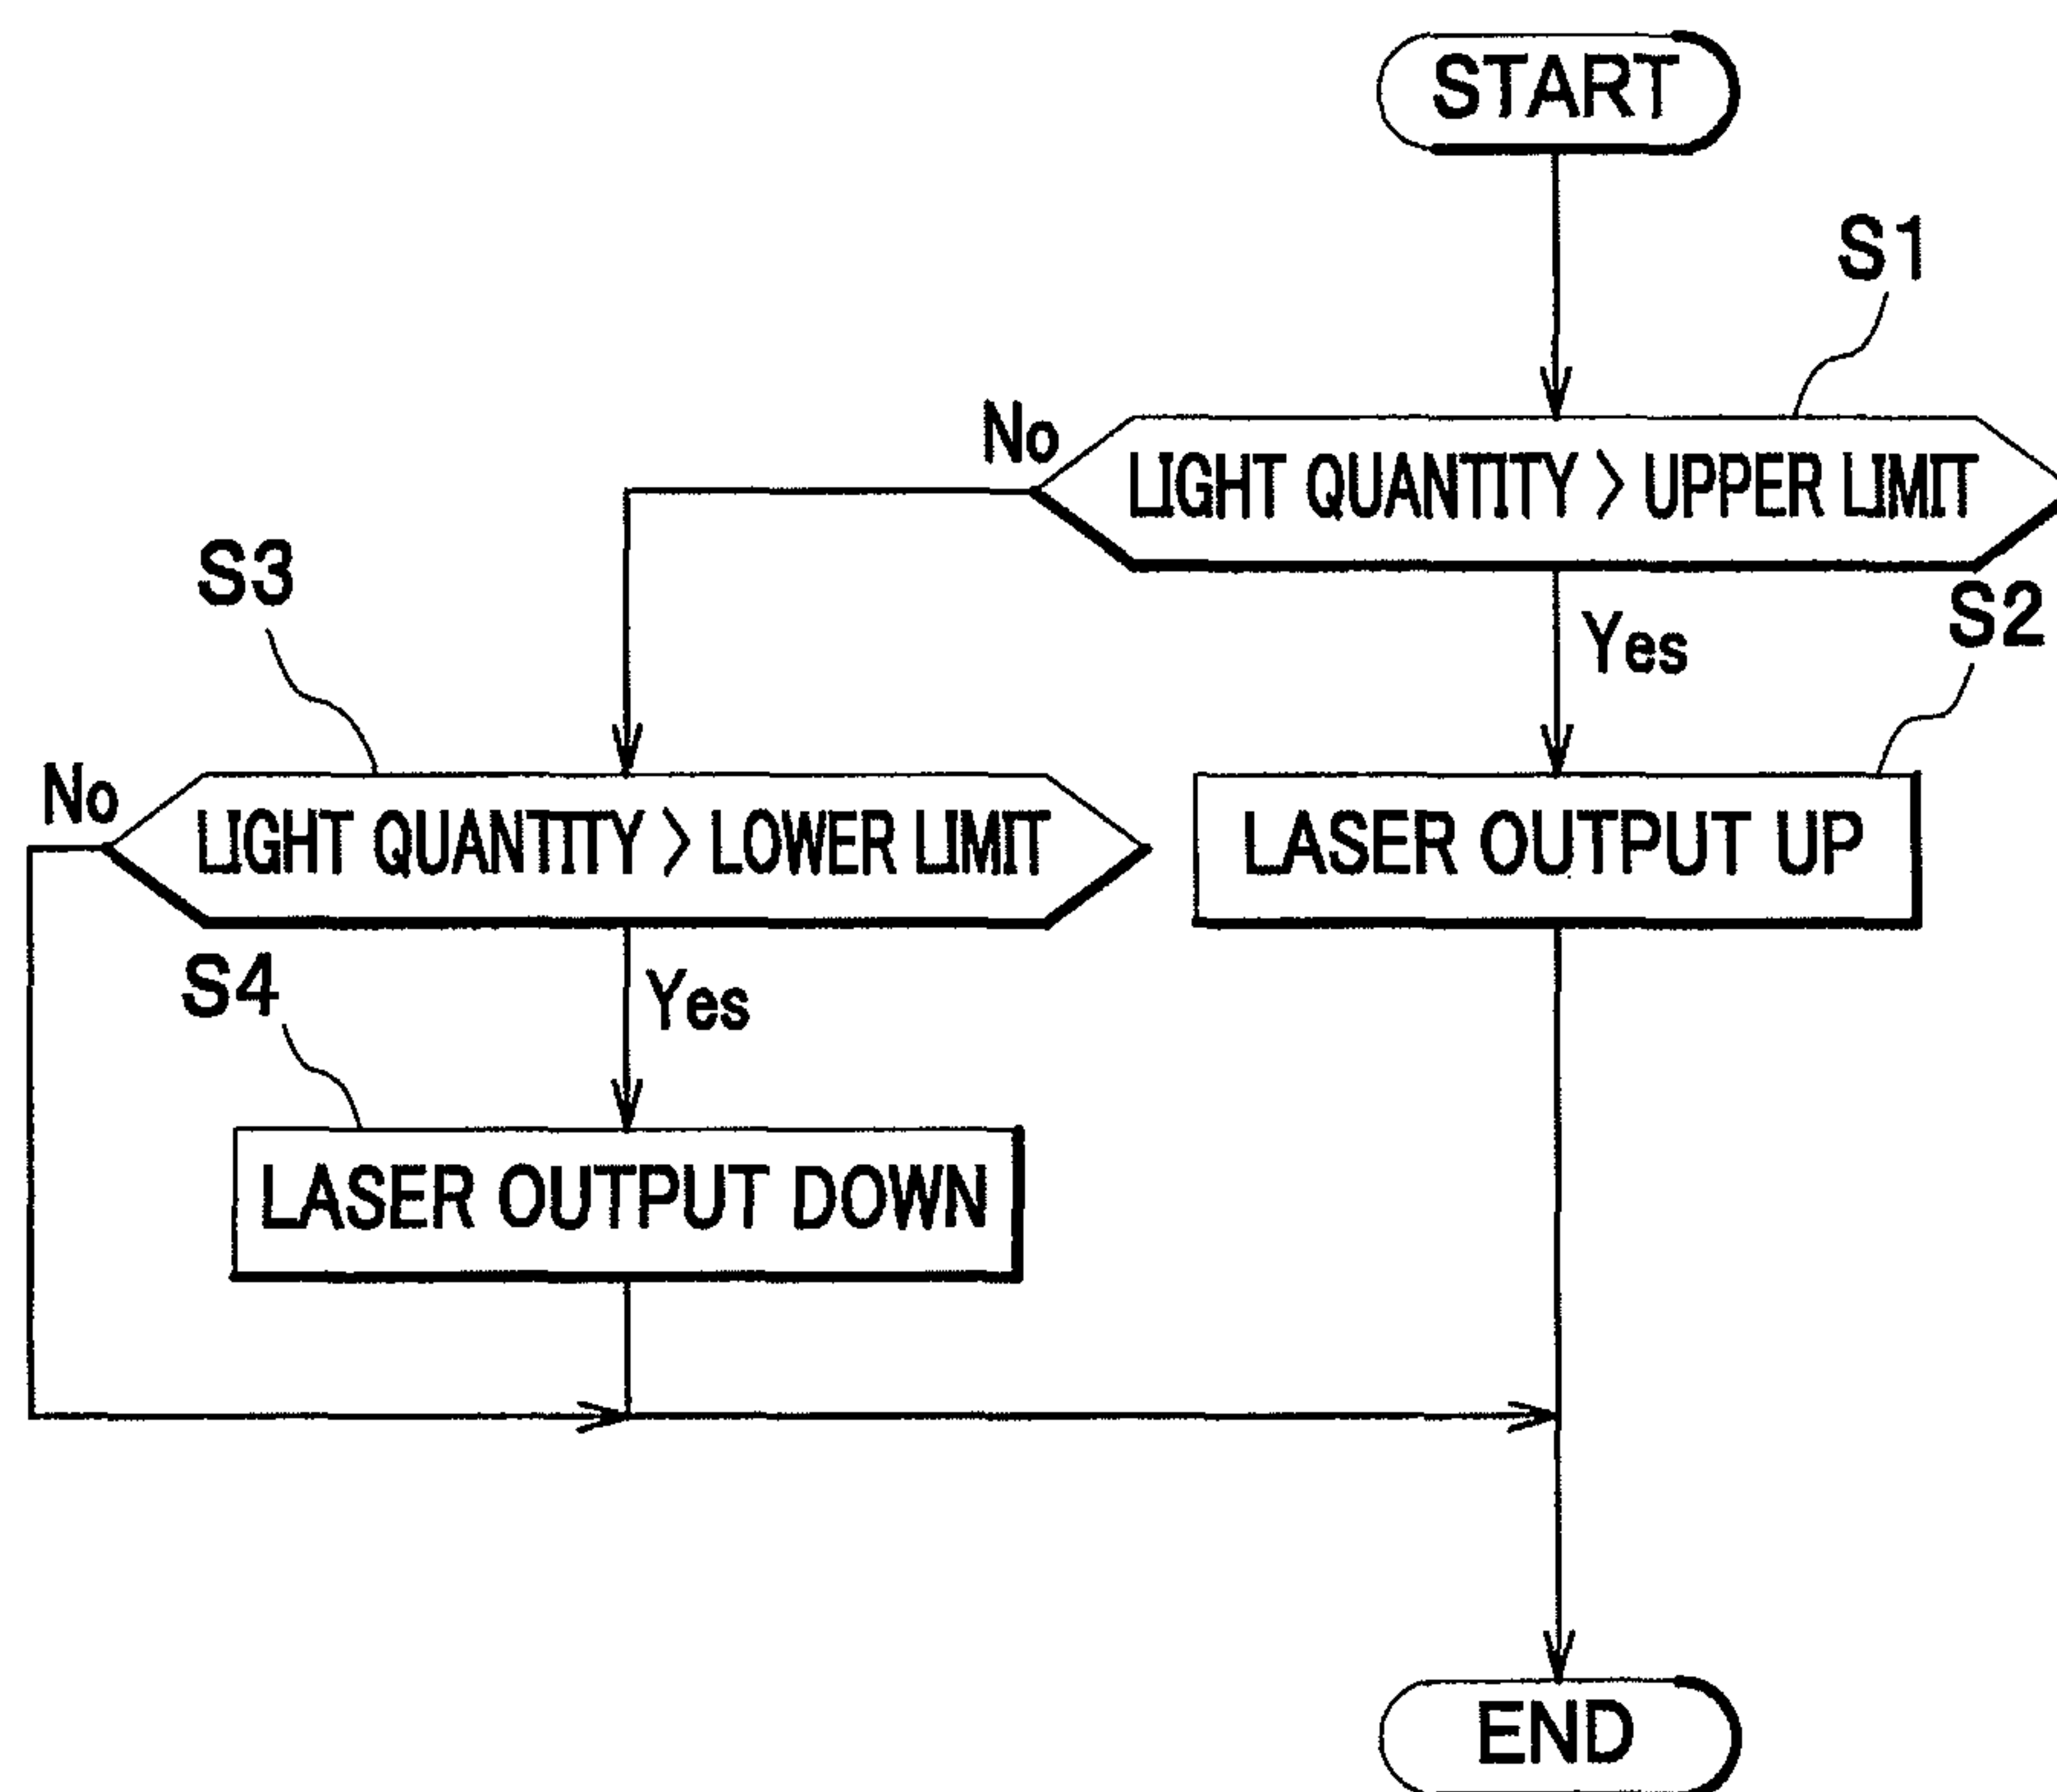 START
S1
No
LIGHT QUANTITY > UPPER LIMIT
S3
Yes
S2
No
LIGHT QUANTITY > LOWER LIMIT
LASER OUTPUT UP
S4
Yes
LASER OUTPUT DOWN
END